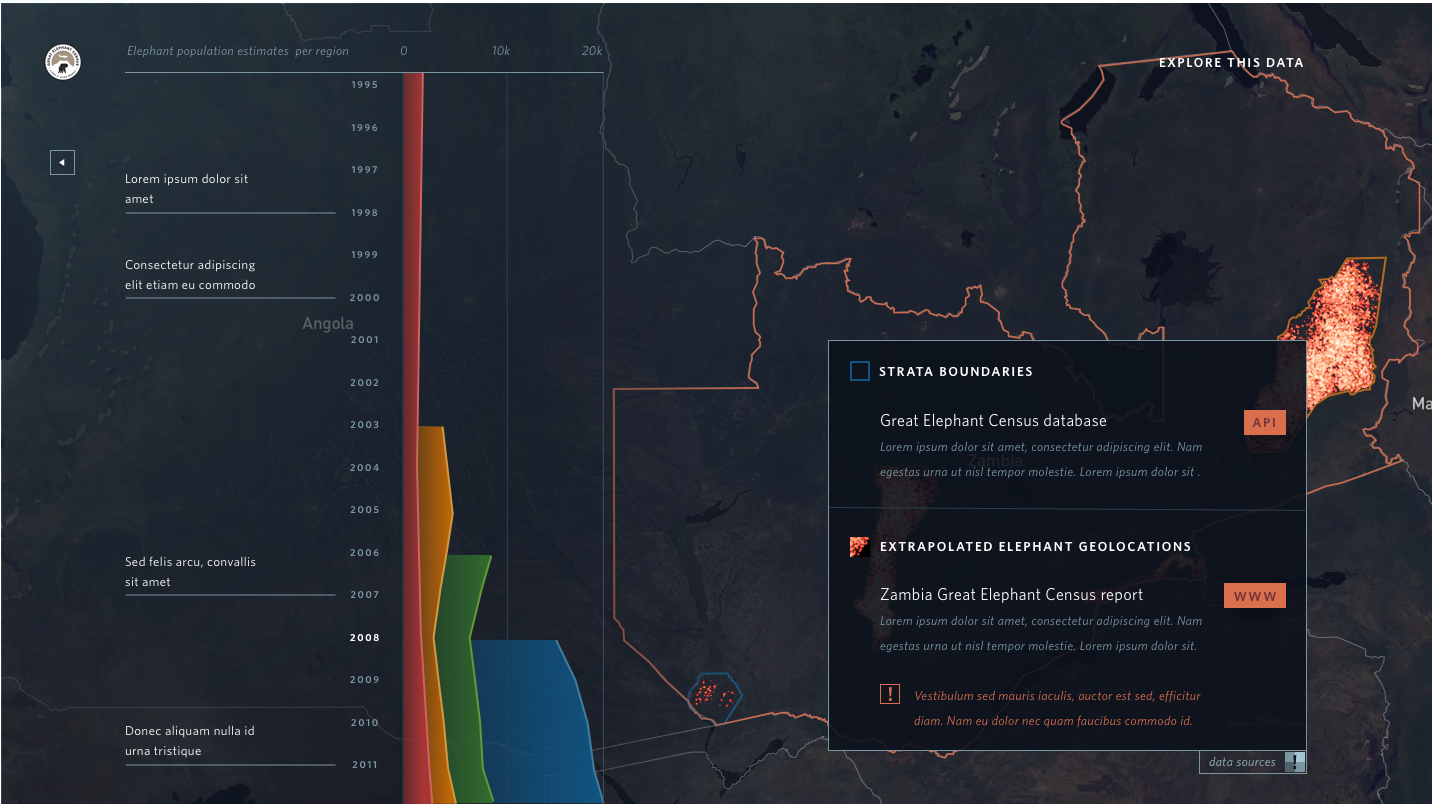 Elephant population estimates per region
0 10k 20k
EXPLORE THIS DATA
1995
1996
1997
Lorem ipsum dolor sit
amet
1998
1999
Consectetur adipiscing
elit etiam eu commodo
2000
Angola
2001
2002
2003
2004
2005
2006
Sed felis arcu, convallis
sit amet
2007
2008
2009
2010
Donec aliquam nulla id
urna tristique
2011
STRATA BOUNDARIES
Great Elephant Census database
API
Lorem ipsum dolor sit amet, consectetur adipiscing elit. Nam
egestas urna ut nisl tempor molestie. Lorem ipsum dolor sit .
Zambia
EXTRAPOLATED ELEPHANT GEOLOCATIONS
Zambia Great Elephant Census report
WWW
Lorem ipsum dolor sit amet, consectetur adipiscing elit. Nam
egestas urna ut nisl tempor molestie. Lorem ipsum dolor sit.
!
Vestibulum sed mauris iaculis, auctor est sed, efficitur
diam. Nam eu dolor nec quam faucibus commodo id.
data sources !
Ma